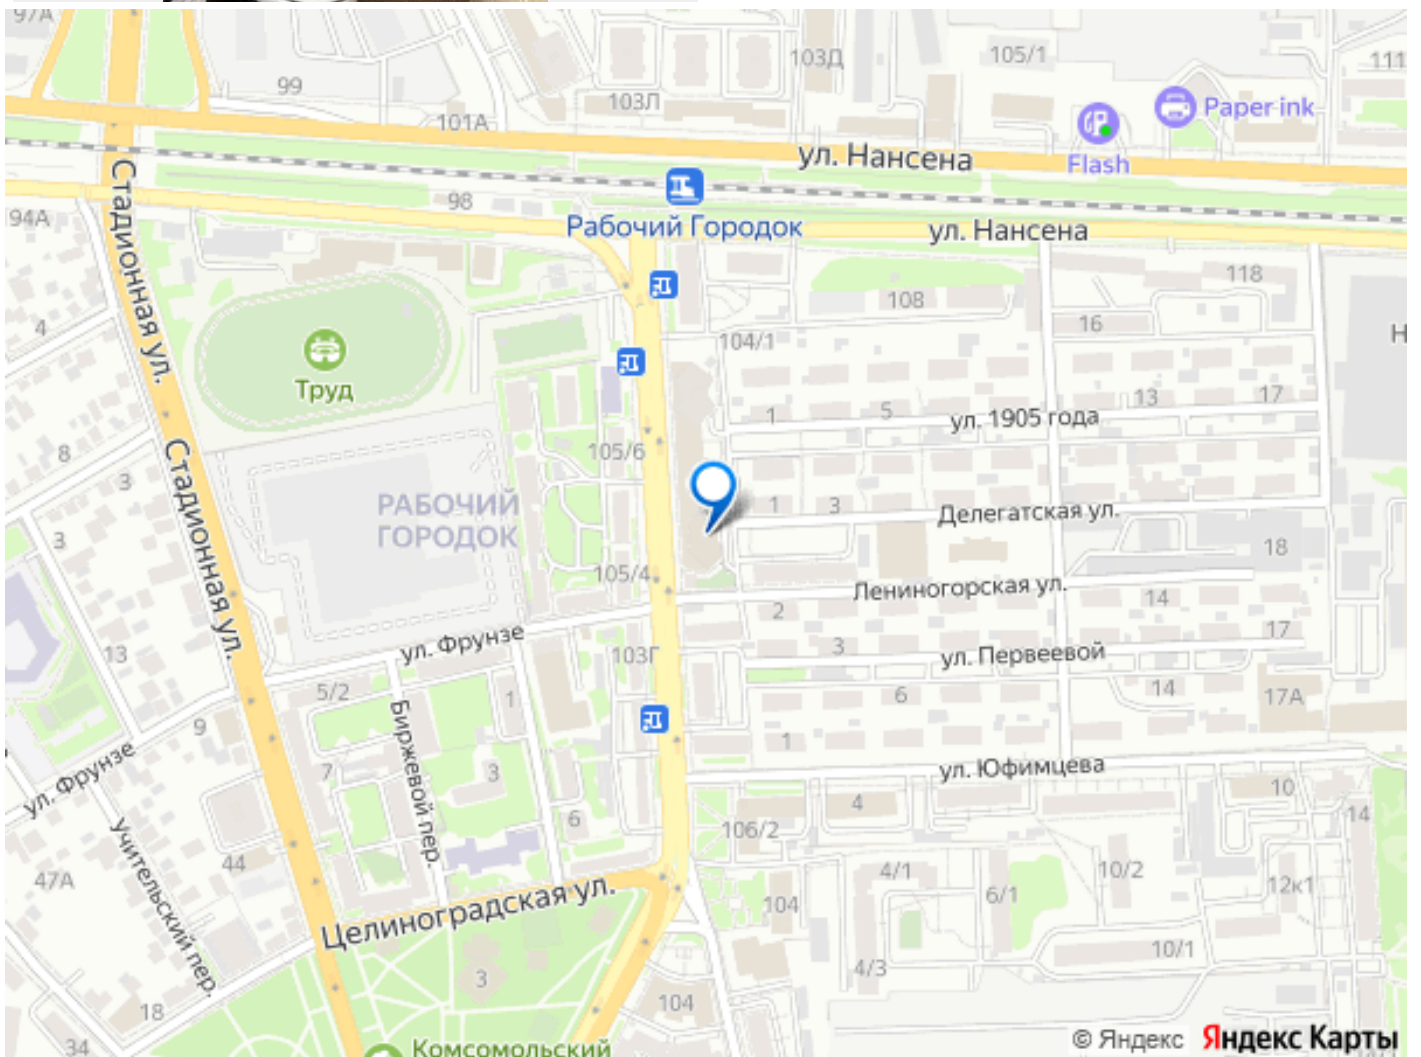 97А
99
103Д
105/1
111
103Л
101А
Paper ink
Flash
ул. Нансена
Стадионная ул.
94А
98
Рабочий Городок
ул. Нансена
118
108
16
4
104/1
Труд
Н
1
5
ул. 1905 года
13
17
8
3
Стадионная ул.
105/6
РАБОЧИЙ
ГОРОДОК
1
3
Делегатская ул.
3
18
105/4
Лениногорская ул.
2
14
ул. Фрунзе
13
103Г
3
ул. Первеевой
17
5/2
1
6
14
17А
9
Биржевой пер.
ул. Фрунзе
7
3
1
ул. Юфимцева
10
4
14
6
106/2
учительский пер.
44
47А
4/1
10/2
12к1
6/1
Целиноградская ул.
104
10/1
4/3
3
18
104
34
Комсомольский
© Яндекс Яндекс Карты